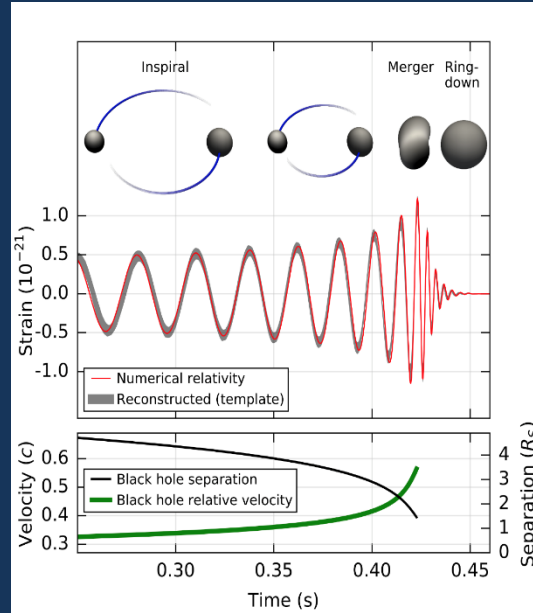 Inspiral
Merger Ring-
down
Strain (10⁻²¹)
1.0
0.5
0.0
-0.5
-1.0
Numerical relativity
Reconstructed (template)
Velocity (c)
0.6
0.5
0.4
0.3
Black hole separation
Black hole relative velocity
4
3
2
1
0
Separation (R_S)
0.30 0.35 0.40 0.45
Time (s)